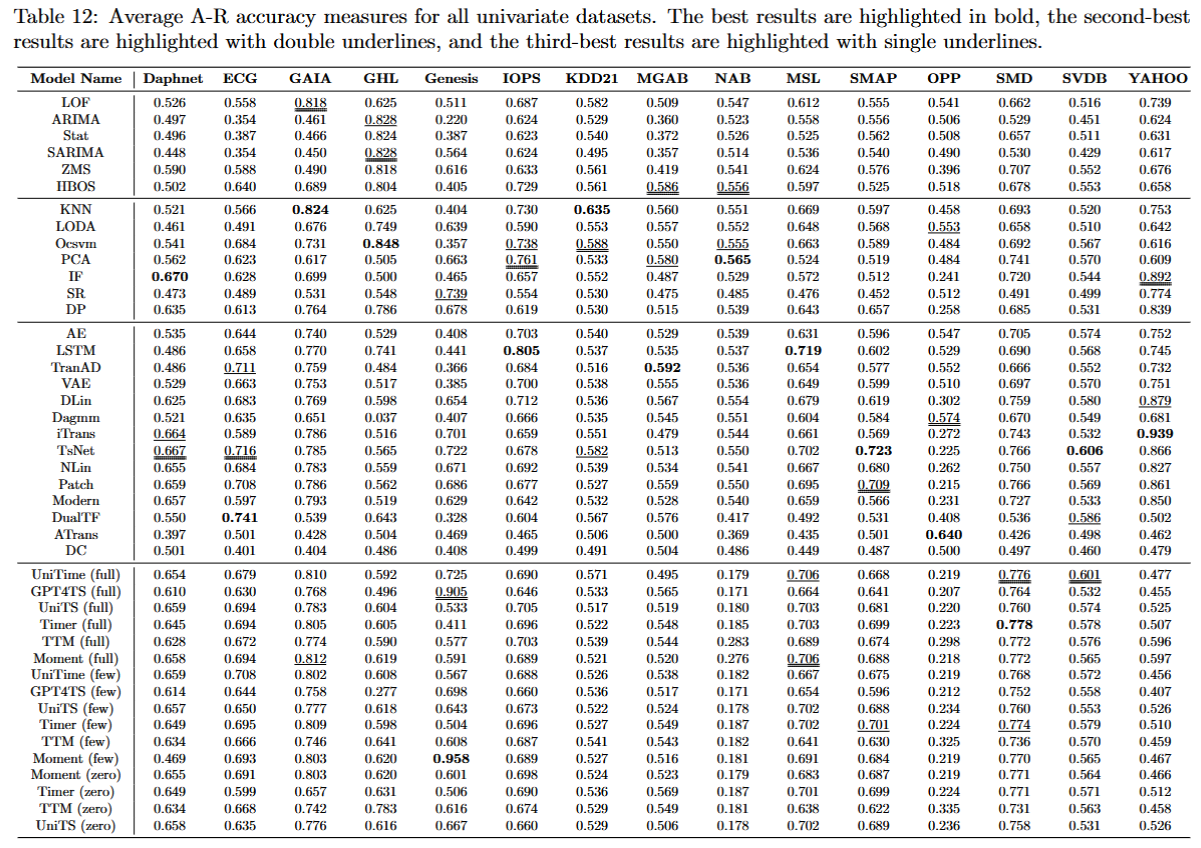 Table 12: Average A-R accuracy measures for all univariate datasets. The best results are highlighted in bold, the second-best
results are highlighted with double underlines, and the third-best results are highlighted with single underlines.
Model Name Daphnet ECG GAIA GHL Genesis IOPS KDD21 MGAB NAB MSL SMAP OPP SMD SVDB YAHOO
LOF 0.526 0.558 0.818 0.625 0.511 0.687 0.582 0.509 0.547 0.612 0.555 0.541 0.662 0.516 0.739
ARIMA 0.497 0.354 0.461 0.828 0.220 0.624 0.529 0.360 0.523 0.558 0.556 0.506 0.529 0.451 0.624
Stat 0.496 0.387 0.466 0.824 0.387 0.623 0.540 0.372 0.526 0.525 0.562 0.508 0.657 0.511 0.631
SARIMA 0.448 0.354 0.450 0.828 0.564 0.624 0.495 0.357 0.514 0.536 0.540 0.490 0.530 0.429 0.617
ZMS 0.590 0.588 0.490 0.818 0.616 0.633 0.561 0.419 0.541 0.624 0.576 0.396 0.707 0.552 0.676
HBOS 0.502 0.640 0.689 0.804 0.405 0.729 0.561 0.586 0.556 0.597 0.525 0.518 0.678 0.553 0.658
KNN 0.521 0.566 0.824 0.625 0.404 0.730 0.635 0.560 0.551 0.669 0.597 0.458 0.693 0.520 0.753
LODA 0.461 0.491 0.676 0.749 0.639 0.590 0.553 0.557 0.552 0.648 0.568 0.553 0.658 0.510 0.642
Ocsvm 0.541 0.684 0.731 0.848 0.357 0.738 0.588 0.550 0.555 0.663 0.589 0.484 0.692 0.567 0.616
PCA 0.562 0.623 0.617 0.505 0.663 0.761 0.533 0.580 0.565 0.524 0.519 0.484 0.741 0.570 0.609
IF 0.670 0.628 0.699 0.500 0.465 0.657 0.552 0.487 0.529 0.572 0.512 0.241 0.720 0.544 0.892
SR 0.473 0.489 0.531 0.548 0.739 0.554 0.530 0.475 0.485 0.476 0.452 0.512 0.491 0.499 0.774
DP 0.635 0.613 0.764 0.786 0.678 0.619 0.530 0.515 0.539 0.643 0.657 0.258 0.685 0.531 0.839
AE 0.535 0.644 0.740 0.529 0.408 0.703 0.540 0.529 0.539 0.631 0.596 0.547 0.705 0.574 0.752
LSTM 0.486 0.658 0.770 0.741 0.441 0.805 0.537 0.535 0.537 0.719 0.602 0.529 0.690 0.568 0.745
TranAD 0.486 0.711 0.759 0.484 0.366 0.684 0.516 0.592 0.536 0.654 0.577 0.552 0.666 0.552 0.732
VAE 0.529 0.663 0.753 0.517 0.385 0.700 0.538 0.555 0.536 0.649 0.599 0.510 0.697 0.570 0.751
DLin 0.625 0.683 0.769 0.598 0.654 0.712 0.536 0.567 0.554 0.679 0.619 0.302 0.759 0.580 0.879
Dagmm 0.521 0.635 0.651 0.037 0.407 0.666 0.535 0.545 0.551 0.604 0.584 0.574 0.670 0.549 0.681
iTrans 0.664 0.589 0.786 0.516 0.701 0.659 0.551 0.479 0.544 0.661 0.569 0.272 0.743 0.532 0.939
TsNet 0.667 0.716 0.785 0.565 0.722 0.678 0.582 0.513 0.550 0.702 0.723 0.225 0.766 0.606 0.866
NLin 0.655 0.684 0.783 0.559 0.671 0.692 0.539 0.534 0.541 0.667 0.680 0.262 0.750 0.557 0.827
Patch 0.659 0.708 0.786 0.562 0.686 0.677 0.527 0.559 0.550 0.695 0.709 0.215 0.766 0.569 0.861
Modern 0.657 0.597 0.793 0.519 0.629 0.642 0.532 0.528 0.540 0.659 0.566 0.231 0.727 0.533 0.850
DualTF 0.550 0.741 0.539 0.643 0.328 0.604 0.567 0.576 0.417 0.492 0.531 0.408 0.536 0.586 0.502
ATrans 0.397 0.501 0.428 0.504 0.469 0.465 0.506 0.500 0.369 0.435 0.501 0.640 0.426 0.498 0.462
DC 0.501 0.401 0.404 0.486 0.408 0.499 0.491 0.504 0.486 0.449 0.487 0.500 0.497 0.460 0.479
UniTime (full) 0.654 0.679 0.810 0.592 0.725 0.690 0.571 0.495 0.179 0.706 0.668 0.219 0.776 0.601 0.477
GPT4TS (full) 0.610 0.630 0.768 0.496 0.905 0.646 0.533 0.565 0.171 0.664 0.641 0.207 0.764 0.532 0.455
UniTS (full) 0.659 0.694 0.783 0.604 0.533 0.705 0.517 0.519 0.180 0.703 0.681 0.220 0.760 0.574 0.525
Timer (full) 0.645 0.694 0.805 0.605 0.411 0.696 0.522 0.548 0.185 0.703 0.699 0.223 0.778 0.578 0.507
TTM (full) 0.628 0.672 0.774 0.590 0.577 0.703 0.539 0.544 0.283 0.689 0.674 0.298 0.772 0.576 0.596
Moment (full) 0.658 0.694 0.812 0.619 0.591 0.689 0.521 0.520 0.276 0.706 0.688 0.218 0.772 0.565 0.597
UniTime (few) 0.659 0.708 0.802 0.608 0.567 0.688 0.526 0.538 0.182 0.667 0.675 0.219 0.768 0.572 0.456
GPT4TS (few) 0.614 0.644 0.758 0.277 0.698 0.660 0.536 0.517 0.171 0.654 0.596 0.212 0.752 0.558 0.407
UniTS (few) 0.657 0.650 0.777 0.618 0.643 0.673 0.522 0.524 0.178 0.702 0.688 0.234 0.760 0.553 0.526
Timer (few) 0.649 0.695 0.809 0.598 0.504 0.696 0.527 0.549 0.187 0.702 0.701 0.224 0.774 0.579 0.510
TTM (few) 0.634 0.666 0.746 0.641 0.608 0.687 0.541 0.543 0.182 0.641 0.630 0.325 0.736 0.570 0.459
Moment (few) 0.469 0.693 0.803 0.620 0.958 0.689 0.527 0.516 0.181 0.691 0.684 0.219 0.770 0.565 0.467
Moment (zero) 0.655 0.691 0.803 0.620 0.601 0.698 0.524 0.523 0.179 0.683 0.687 0.219 0.771 0.564 0.466
Timer (zero) 0.649 0.599 0.657 0.631 0.506 0.690 0.536 0.569 0.187 0.701 0.699 0.224 0.771 0.571 0.512
TTM (zero) 0.634 0.668 0.742 0.783 0.616 0.674 0.529 0.549 0.181 0.638 0.622 0.335 0.731 0.563 0.458
UniTS (zero) 0.658 0.635 0.776 0.616 0.667 0.660 0.529 0.506 0.178 0.702 0.689 0.236 0.758 0.531 0.526